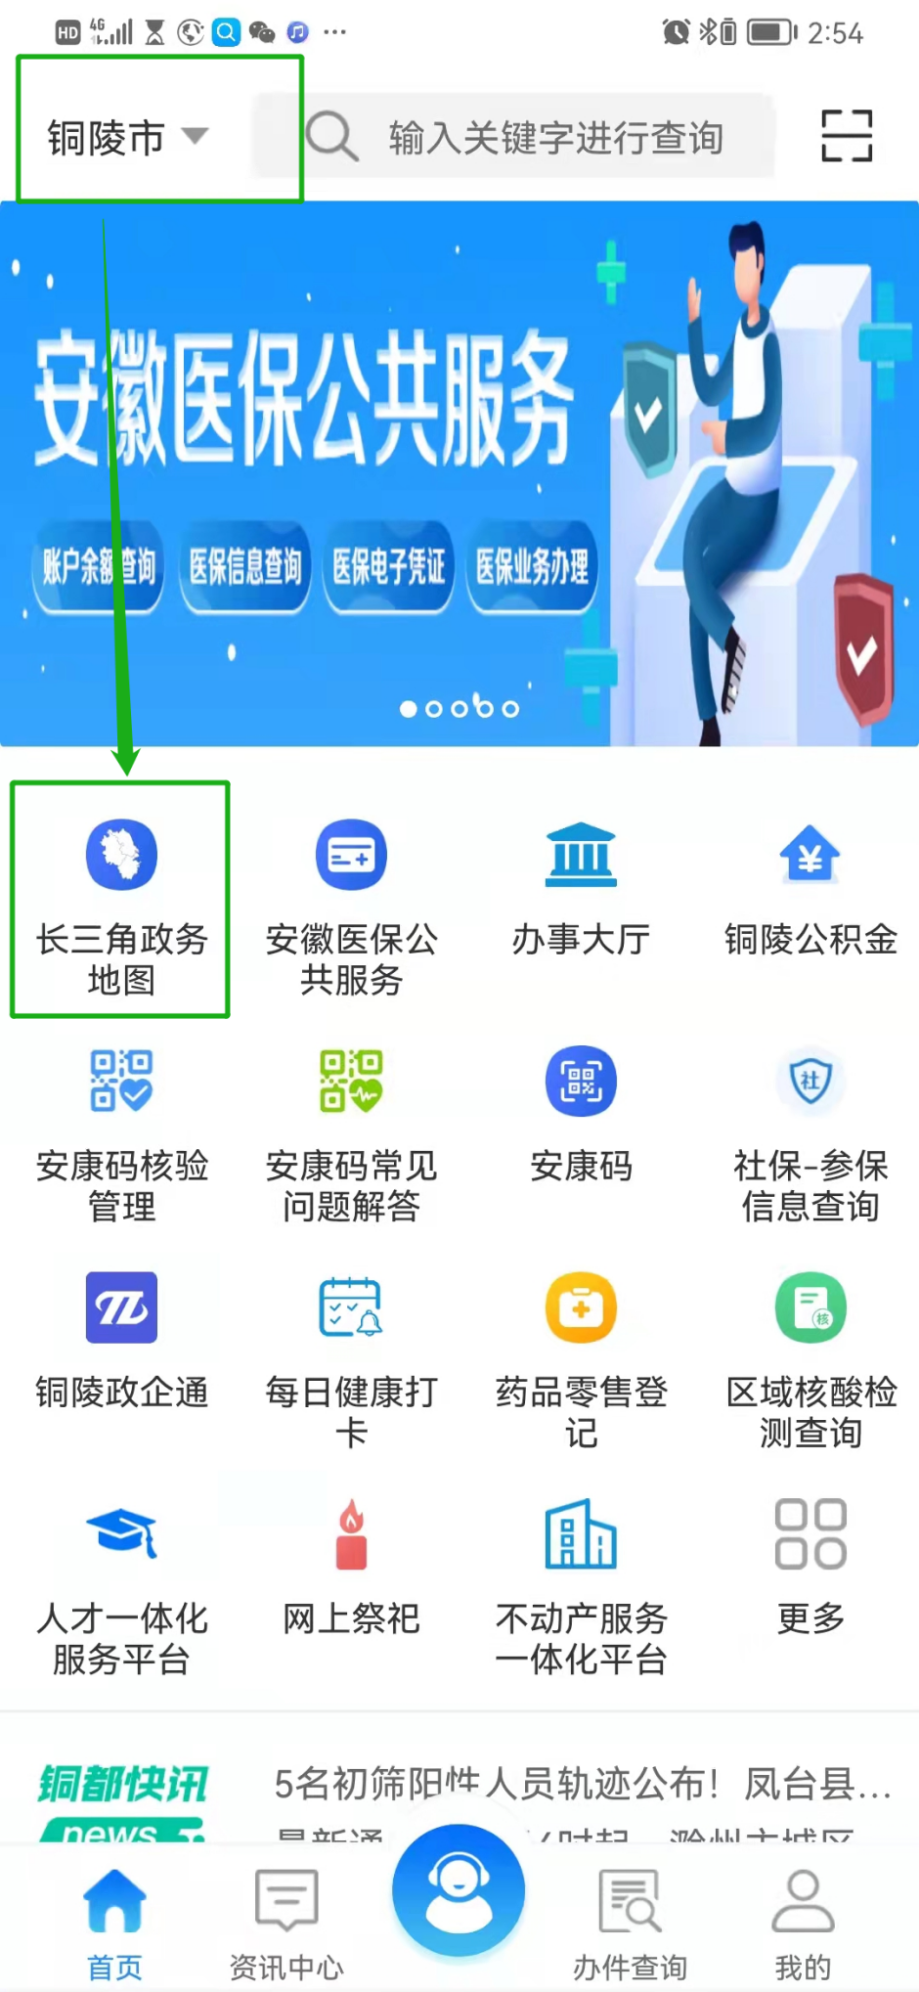 HD 4G 2:54
铜陵市 输入关键字进行查询
安徽医保公共服务
账户余额查询 医保信息查询 医保电子凭证 医保业务办理
长三角政务 安徽医保公 办事大厅 铜陵公积金
地图 共服务
安康码核验 安康码常见 安康码 社保-参保
管理 问题解答 信息查询
铜陵政企通 每日健康打 药品零售登 区域核酸检
卡 记 测查询
人才一体化 网上祭祀 不动产服务 更多
服务平台 一体化平台
铜都快讯 5名初筛阳性人员轨迹公布！凤台县...
news
首页 资讯中心 办件查询 我的